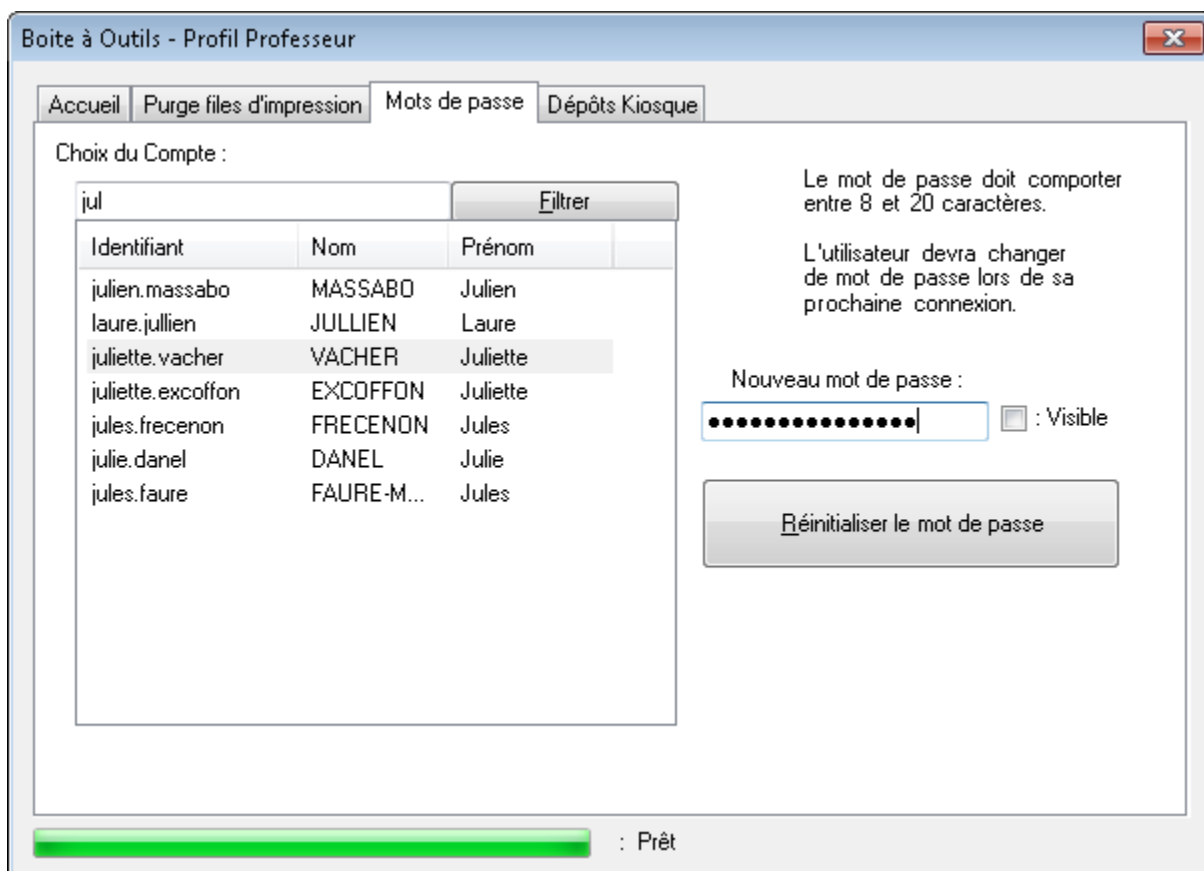 Boite à Outils - Profil Professeur
Accueil Purge files d'impression Mots de passe Dépôts Kiosque
Choix du Compte :
jul Filtrer
Identifiant Nom Prénom
julien.massabo MASSABO Julien
laure.jullien JULLIEN Laure
juliette.vacher VACHER Juliette
juliette.excoffon EXCOFFON Juliette
jules.frecenon FRECENON Jules
julie.danel DANEL Julie
jules.faure FAURE-M... Jules
Le mot de passe doit comporter
entre 8 et 20 caractères.
L'utilisateur devra changer
de mot de passe lors de sa
prochaine connexion.
Nouveau mot de passe :
●●●●●●●●●●●●●●● : Visible
Réinitialiser le mot de passe
: Prêt